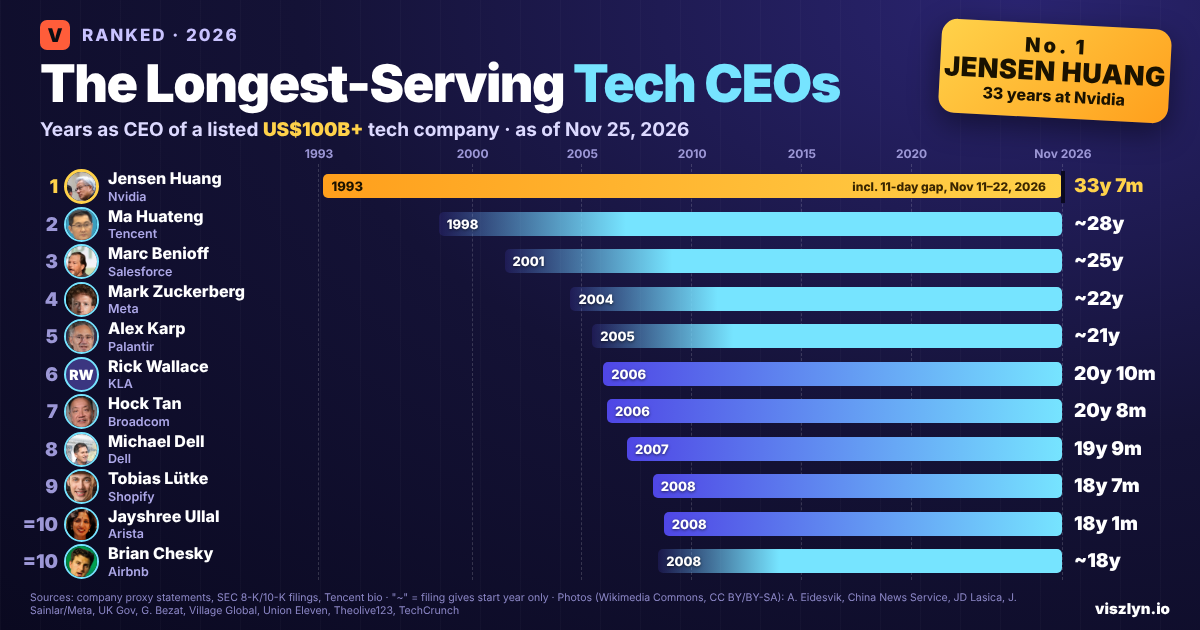 V RANKED · 2026
The Longest-Serving Tech CEOs
Years as CEO of a listed US$100B+ tech company · as of Nov 25, 2026
No. 1
JENSEN HUANG
33 years at Nvidia
1993 2000 2005 2010 2015 2020 Nov 2026
1 Jensen Huang 1993 incl. 11-day gap, Nov 11–22, 2026 33y 7m
Nvidia
2 Ma Huateng 1998 ~28y
Tencent
3 Marc Benioff 2001 ~25y
Salesforce
4 Mark Zuckerberg 2004 ~22y
Meta
5 Alex Karp 2005 ~21y
Palantir
6 RW Rick Wallace 2006 20y 10m
KLA
7 Hock Tan 2006 20y 8m
Broadcom
8 Michael Dell 2007 19y 9m
Dell
9 Tobias Lütke 2008 18y 7m
Shopify
=10 Jayshree Ullal 2008 18y 1m
Arista
=10 Brian Chesky 2008 ~18y
Airbnb
Sources: company proxy statements, SEC 8-K/10-K filings, Tencent bio · "~" = filing gives start year only · Photos (Wikimedia Commons, CC BY/BY-SA): A. Eidesvik, China News Service, JD Lasica, J.
Sainlar/Meta, UK Gov, G. Bezat, Village Global, Union Eleven, Theolive123, TechCrunch
viszlyn.io